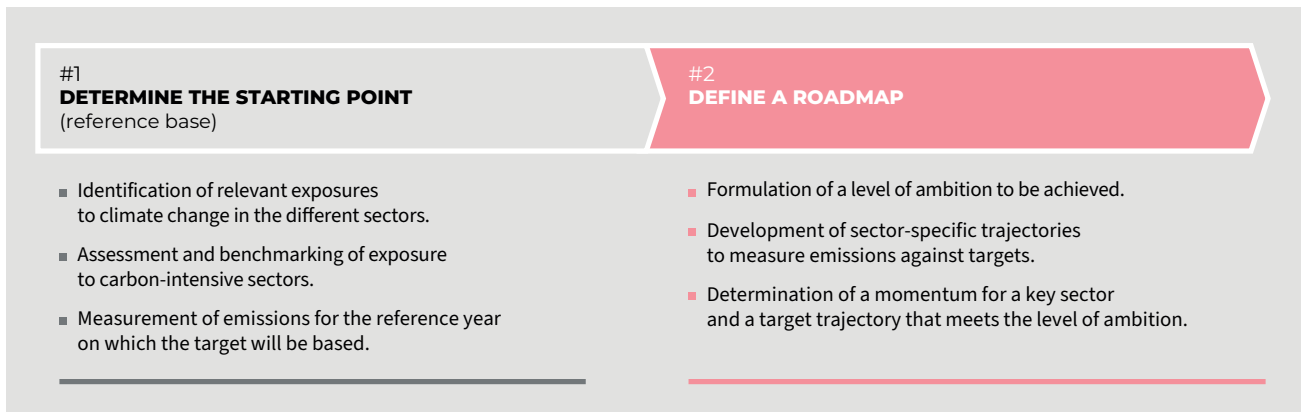 #1
DETERMINE THE STARTING POINT
(reference base)
Identification of relevant exposures
to climate change in the different sectors.
Assessment and benchmarking of exposure
to carbon-intensive sectors.
Measurement of emissions for the reference year
on which the target will be based.
#2
DEFINE A ROADMAP
Formulation of a level of ambition to be achieved.
Development of sector-specific trajectories
to measure emissions against targets.
Determination of a momentum for a key sector
and a target trajectory that meets the level of ambition.